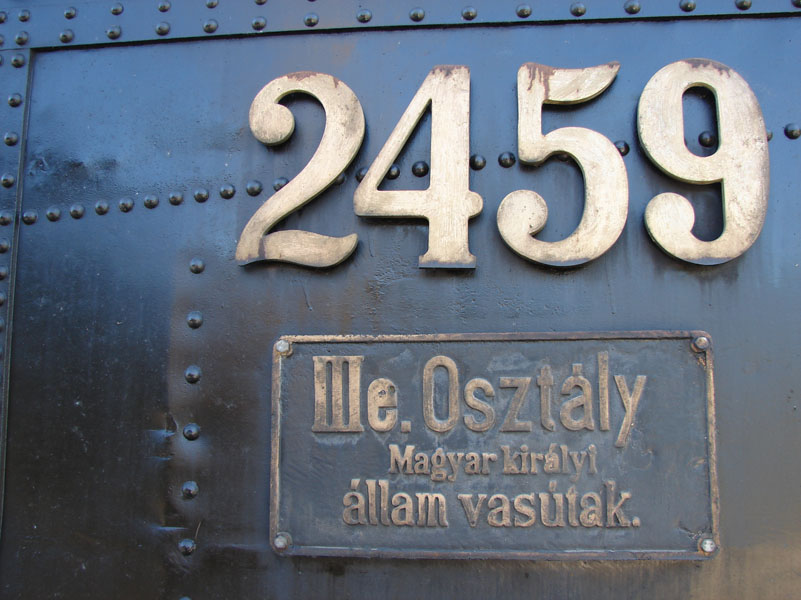 2459
IIIe. Osztály
Magyar királyi
állam vasútak.